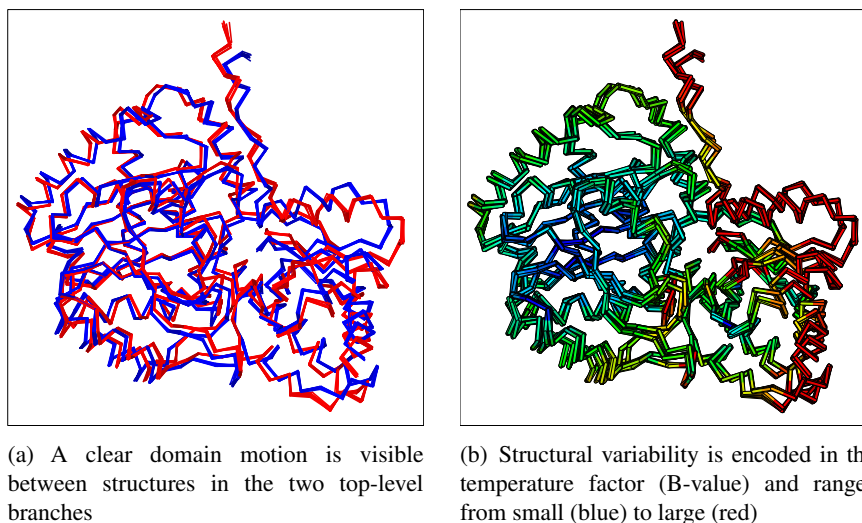 (a) A clear domain motion is visible
between structures in the two top-level
branches
(b) Structural variability is encoded in th
temperature factor (B-value) and range
from small (blue) to large (red)